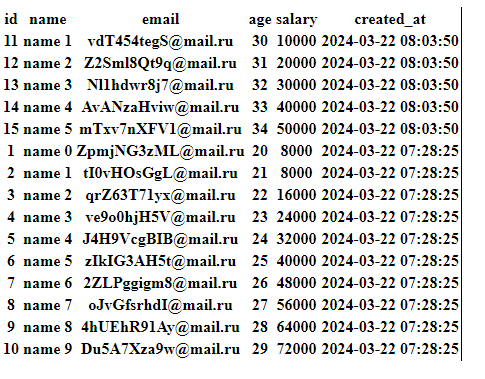 id name email age salary created_at
11 name 1 vdT454tegS@mail.ru 30 10000 2024-03-22 08:03:50
12 name 2 Z2Sml8Qt9q@mail.ru 31 20000 2024-03-22 08:03:50
13 name 3 Nl1hdwr8j7@mail.ru 32 30000 2024-03-22 08:03:50
14 name 4 AvANZaHviw@mail.ru 33 40000 2024-03-22 08:03:50
15 name 5 mTxv7nXFV1@mail.ru 34 50000 2024-03-22 08:03:50
1 name 0 ZpmjNG3zML@mail.ru 20 8000 2024-03-22 07:28:25
2 name 1 tI0vHOsGgL@mail.ru 21 8000 2024-03-22 07:28:25
3 name 2 qrZ63T71yx@mail.ru 22 16000 2024-03-22 07:28:25
4 name 3 ve9o0hjH5V@mail.ru 23 24000 2024-03-22 07:28:25
5 name 4 J4H9VcgBIB@mail.ru 24 32000 2024-03-22 07:28:25
6 name 5 zIkIG3AH5t@mail.ru 25 40000 2024-03-22 07:28:25
7 name 6 2ZLPggigm8@mail.ru 26 48000 2024-03-22 07:28:25
8 name 7 oJvGfsrhdI@mail.ru 27 56000 2024-03-22 07:28:25
9 name 8 4hUEhR91Ay@mail.ru 28 64000 2024-03-22 07:28:25
10 name 9 Du5A7Xza9w@mail.ru 29 72000 2024-03-22 07:28:25